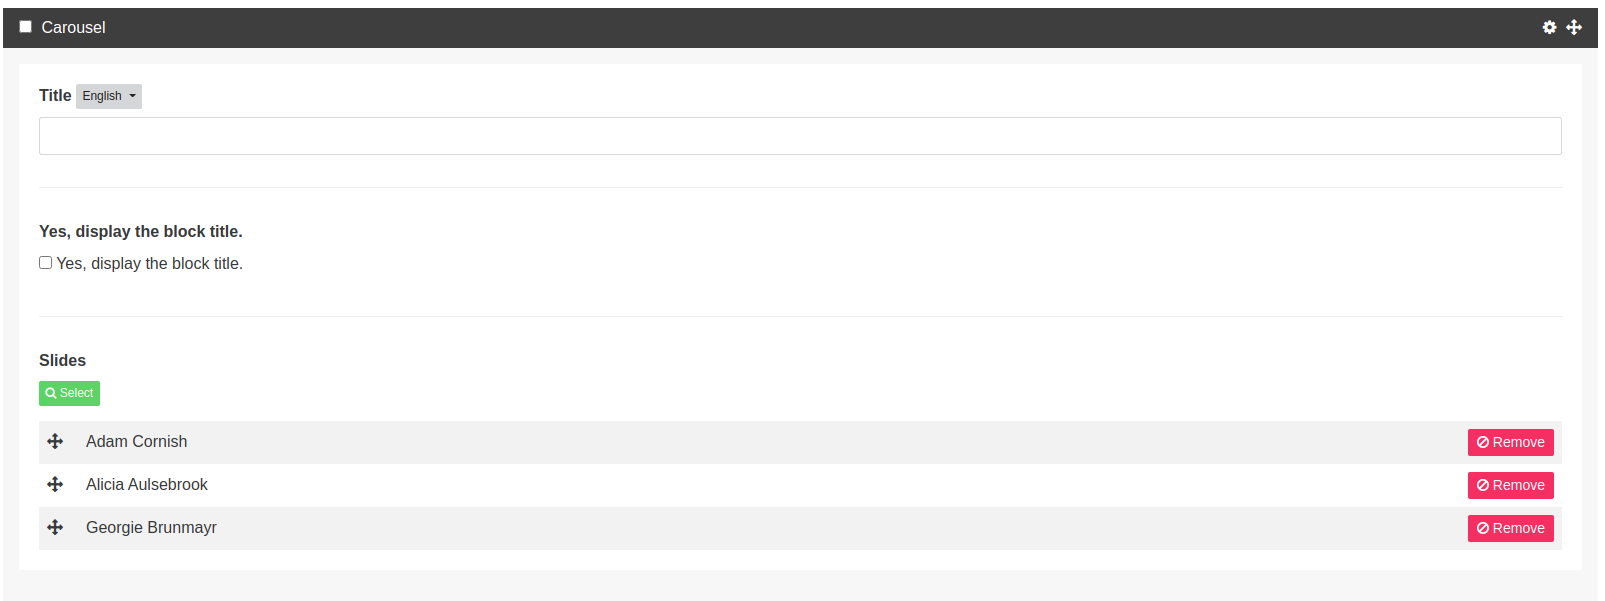 Carousel
Title English
Yes, display the block title.
Yes, display the block title.
Slides
Select
Adam Cornish Remove
Alicia Aulsebrook Remove
Georgie Brunmayr Remove